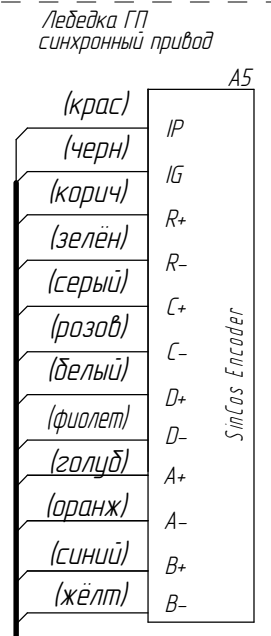 Лебедка ГП
синхронный привод
A5
(крас) IP
(черн) IG
(корич) R+
(зелён) R-
(серый) C+
(розов) C-
(белый) D+
(фиолет) D-
(голуб) A+
(оранж) A-
(синий) B+
(жёлт) B-
SinCos Encoder